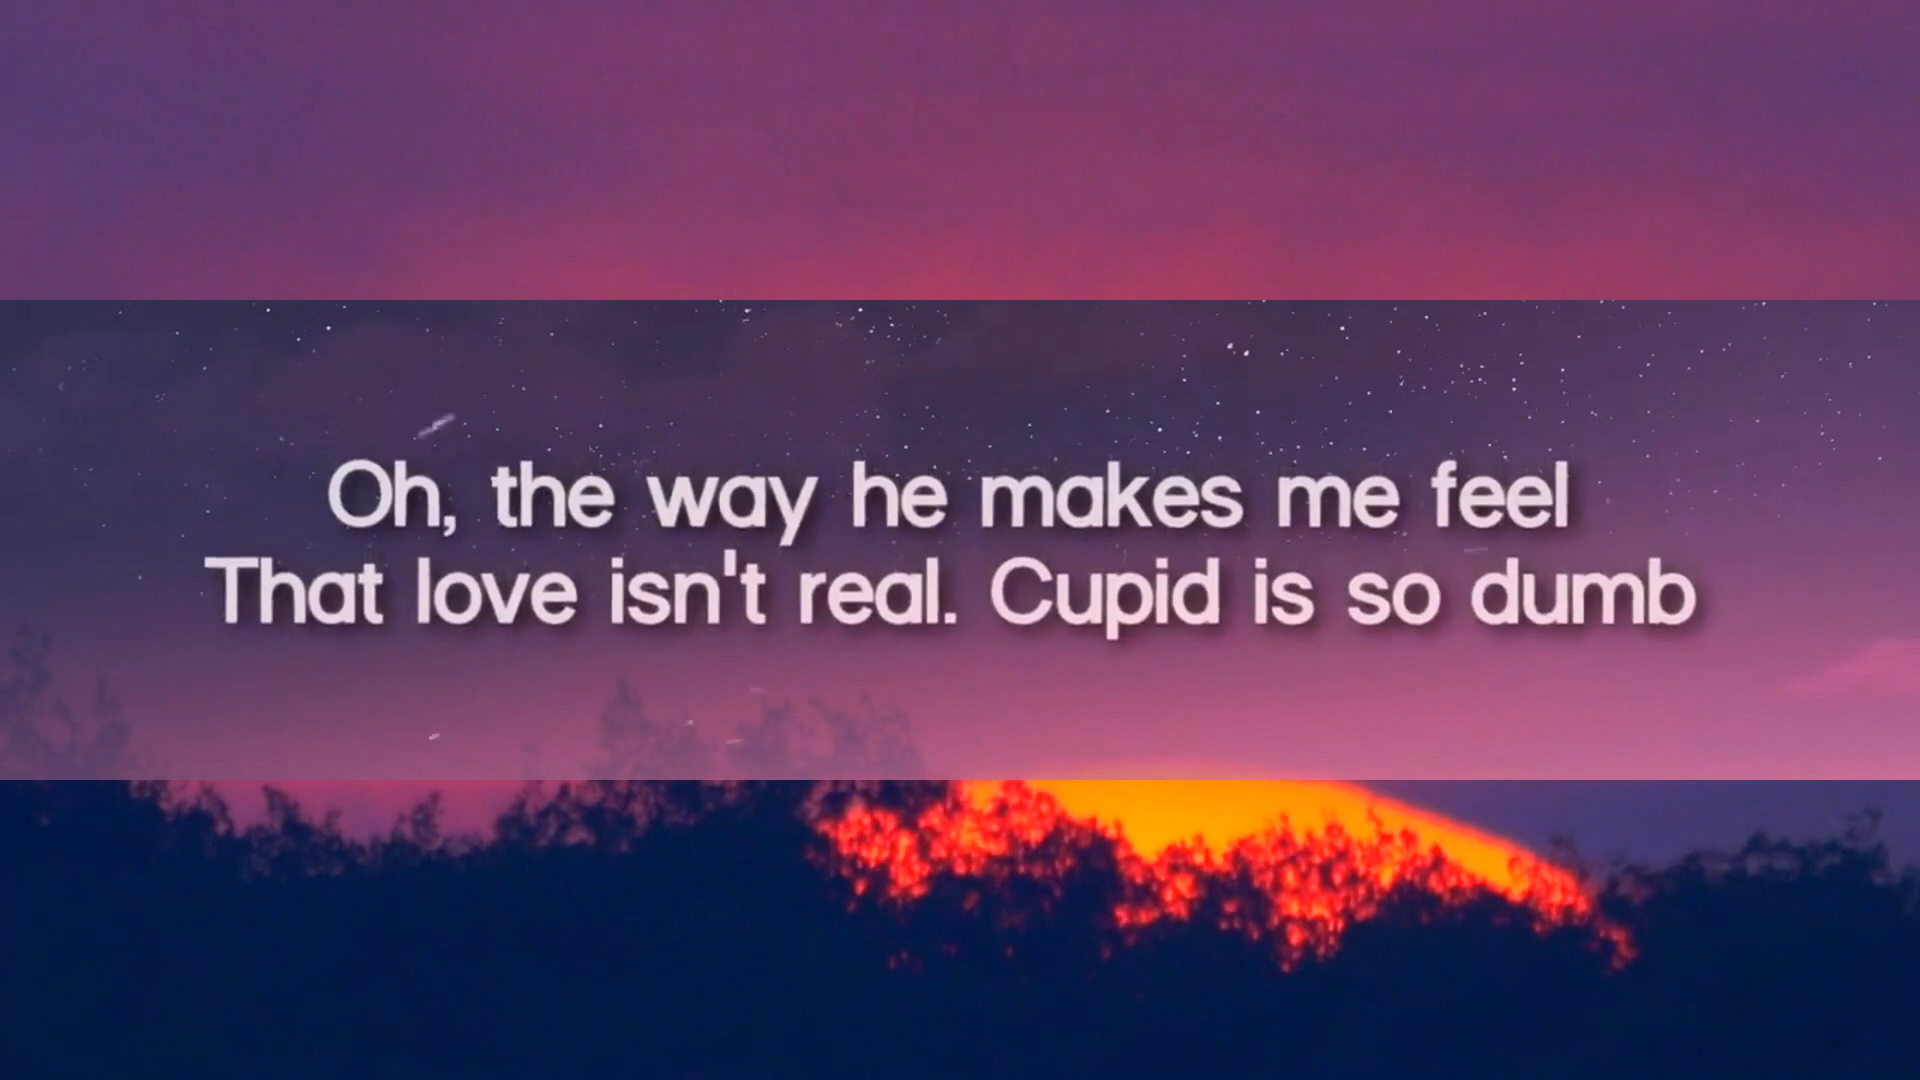 Oh, the way he makes me feel
That love isn't real. Cupid is so dumb